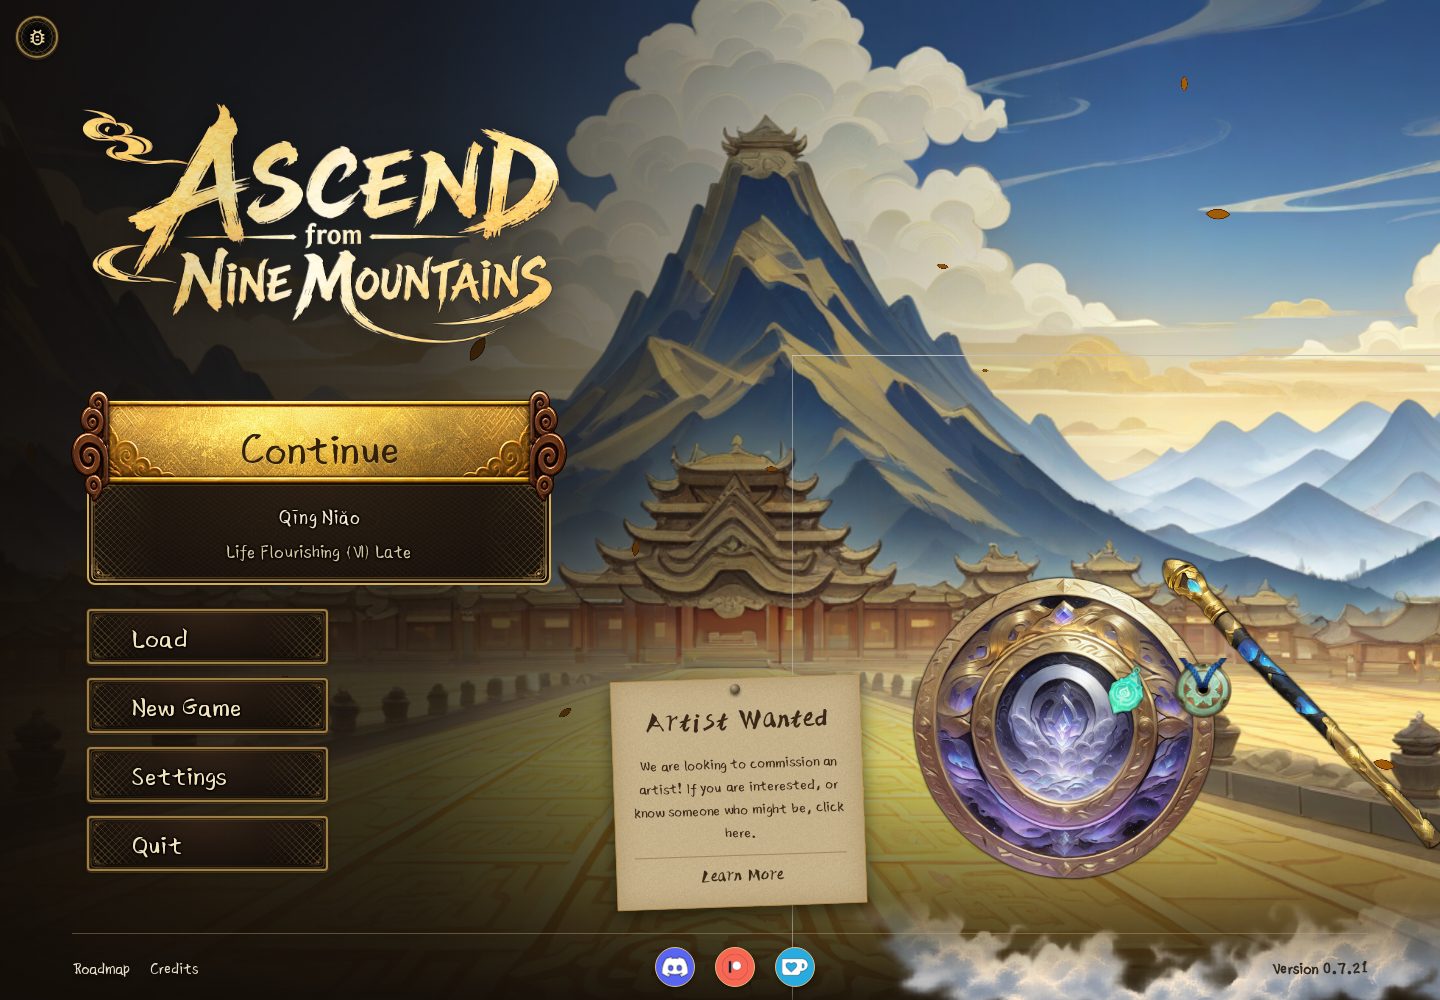 ASCEND
from
NINE MOUNTAINS
Continue
Qīng Niǎo
Life Flourishing (VI) Late
Load
New Game
Settings
Quit
Artist Wanted
We are looking to commission an
artist! If you are interested, or
know someone who might be, click
here.
Learn More
Roadmap
Credits
Version 0.7.21